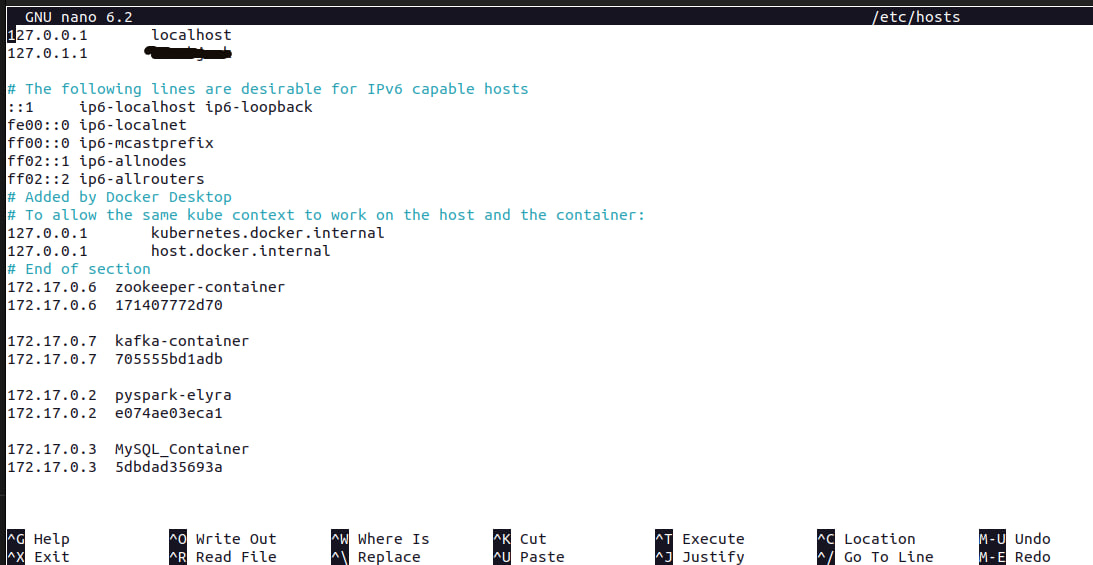 GNU nano 6.2 /etc/hosts
127.0.0.1 localhost
127.0.1.1
# The following lines are desirable for IPv6 capable hosts
::1 ip6-localhost ip6-loopback
fe00::0 ip6-localnet
ff00::0 ip6-mcastprefix
ff02::1 ip6-allnodes
ff02::2 ip6-allrouters
# Added by Docker Desktop
# To allow the same kube context to work on the host and the container:
127.0.0.1 kubernetes.docker.internal
127.0.0.1 host.docker.internal
# End of section
172.17.0.6 zookeeper-container
172.17.0.6 171407772d70
172.17.0.7 kafka-container
172.17.0.7 705555bd1adb
172.17.0.2 pyspark-elyra
172.17.0.2 e074ae03eca1
172.17.0.3 MySQL_Container
172.17.0.3 5dbdad35693a
^G Help ^O Write Out ^W Where Is ^K Cut ^T Execute ^C Location M-U Undo
^X Exit ^R Read File ^\ Replace ^U Paste ^J Justify ^/ Go To Line M-E Redo